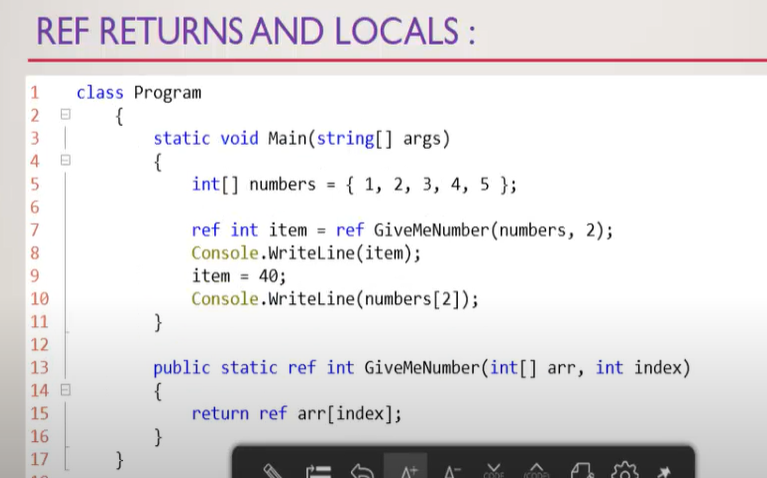 REF RETURNS AND LOCALS :
1 class Program
2 {
3 static void Main(string[] args)
4 {
5 int[] numbers = { 1, 2, 3, 4, 5 };
6
7 ref int item = ref GiveMeNumber(numbers, 2);
8 Console.WriteLine(item);
9 item = 40;
10 Console.WriteLine(numbers[2]);
11 }
12
13 public static ref int GiveMeNumber(int[] arr, int index)
14 {
15 return ref arr[index];
16 }
17 }
A+ A-